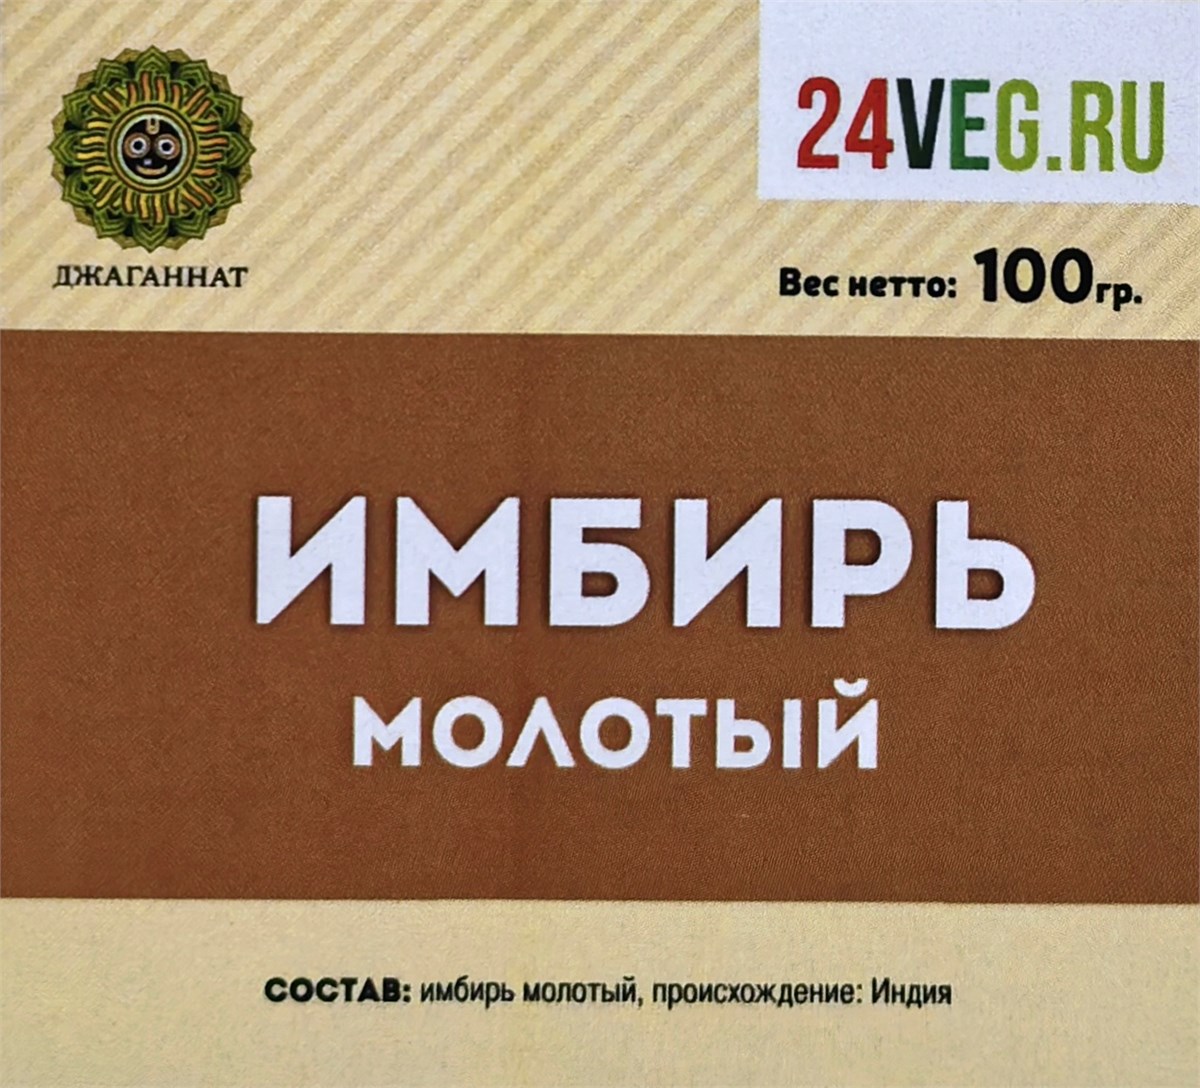 24VEG.RU
ДЖАГАННАТ
Вес нетто: 100гр.
ИМБИРЬ
МОЛОТЫЙ
СОСТАВ: имбирь молотый, происхождение: Индия